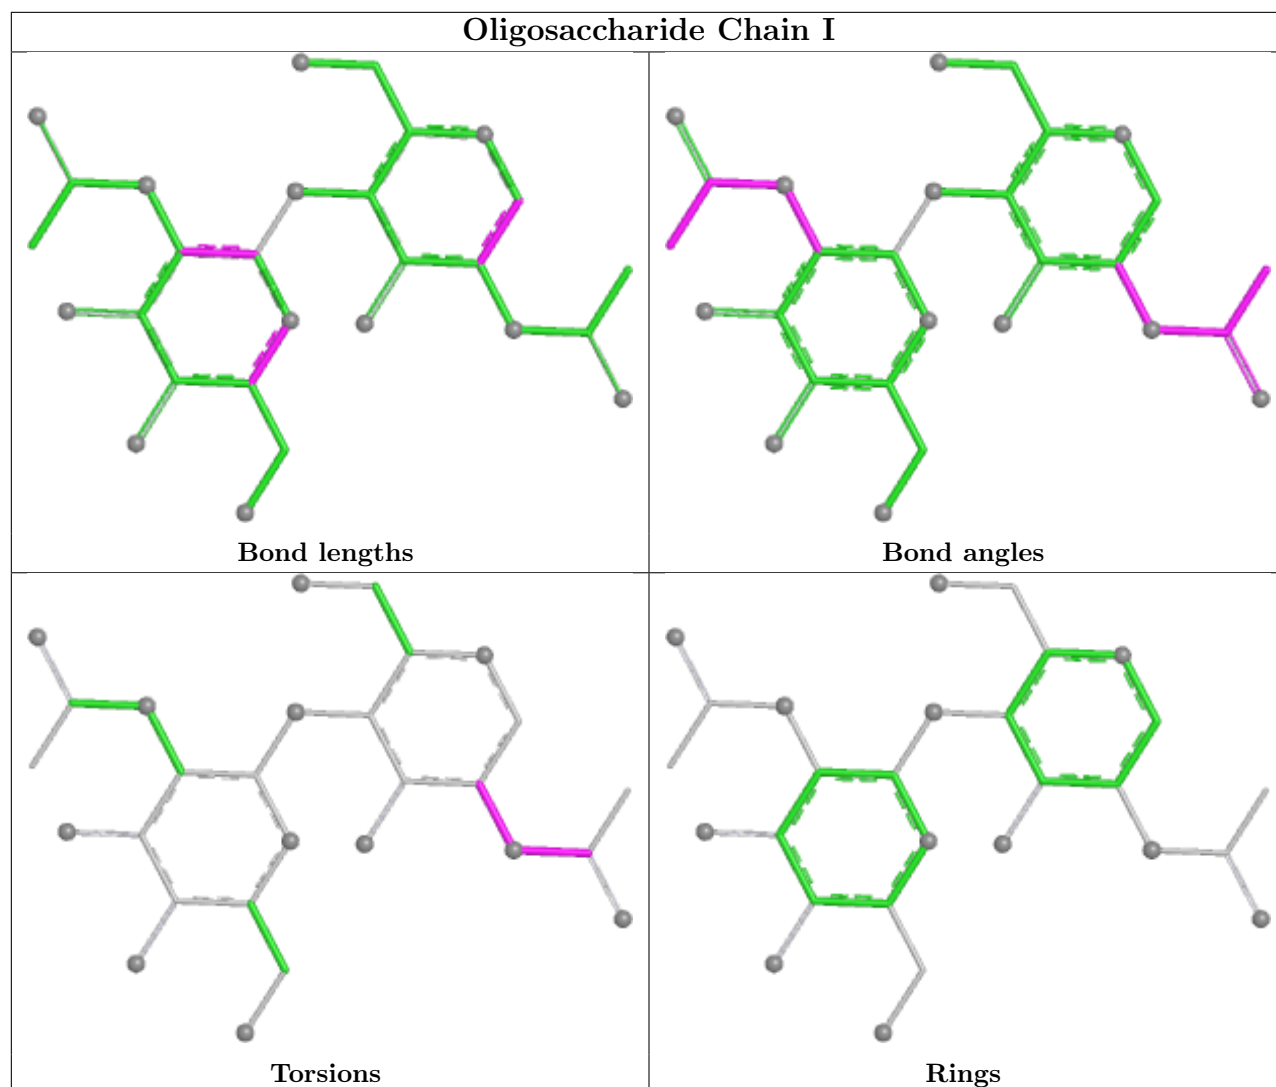 Oligosaccharide Chain I
Bond lengths
Bond angles
Torsions
Rings